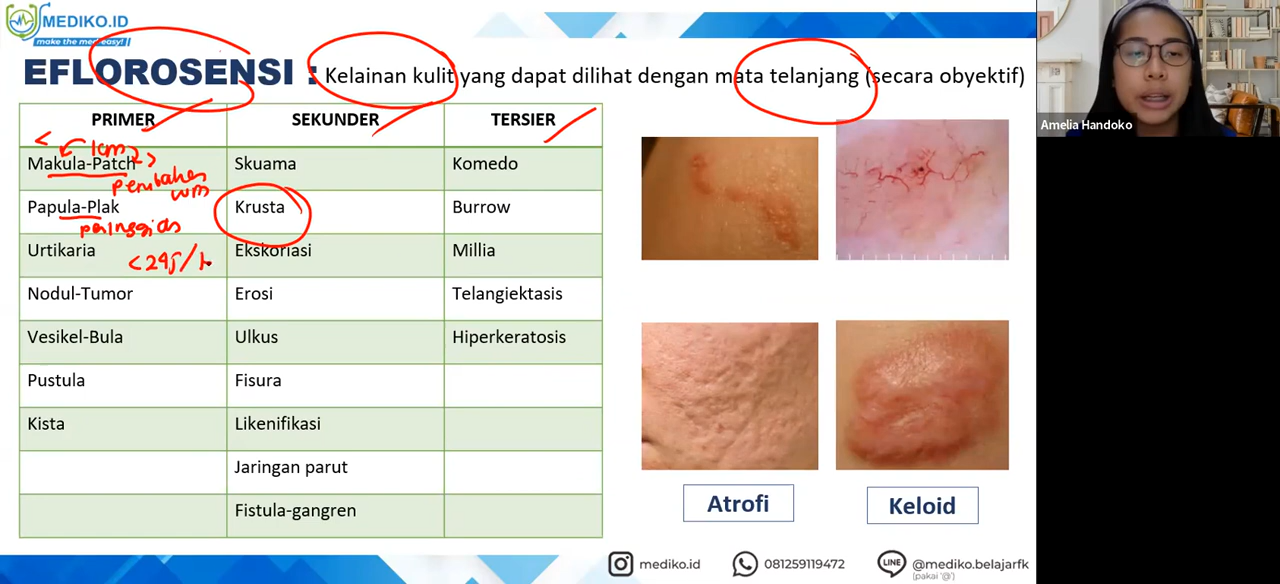 MEDIKO.ID
make the med easy!
EFLOROSENSI : Kelainan kulit yang dapat dilihat dengan mata telanjang (secara obyektif)
Amelia Handoko
PRIMER SEKUNDER TERSIER
< 1cm >
Makula-Patch Skuama Komedo
Papula-Plak Krusta Burrow
Urtikaria Ekskoriasi Millia
Nodul-Tumor Erosi Telangiektasis
Vesikel-Bula Ulkus Hiperkeratosis
Pustula Fisura
Kista Likenifikasi
Jaringan parut
Fistula-gangren
Atrofi Keloid
mediko.id 081259119472 @mediko.belajarfk
(pakai '@')